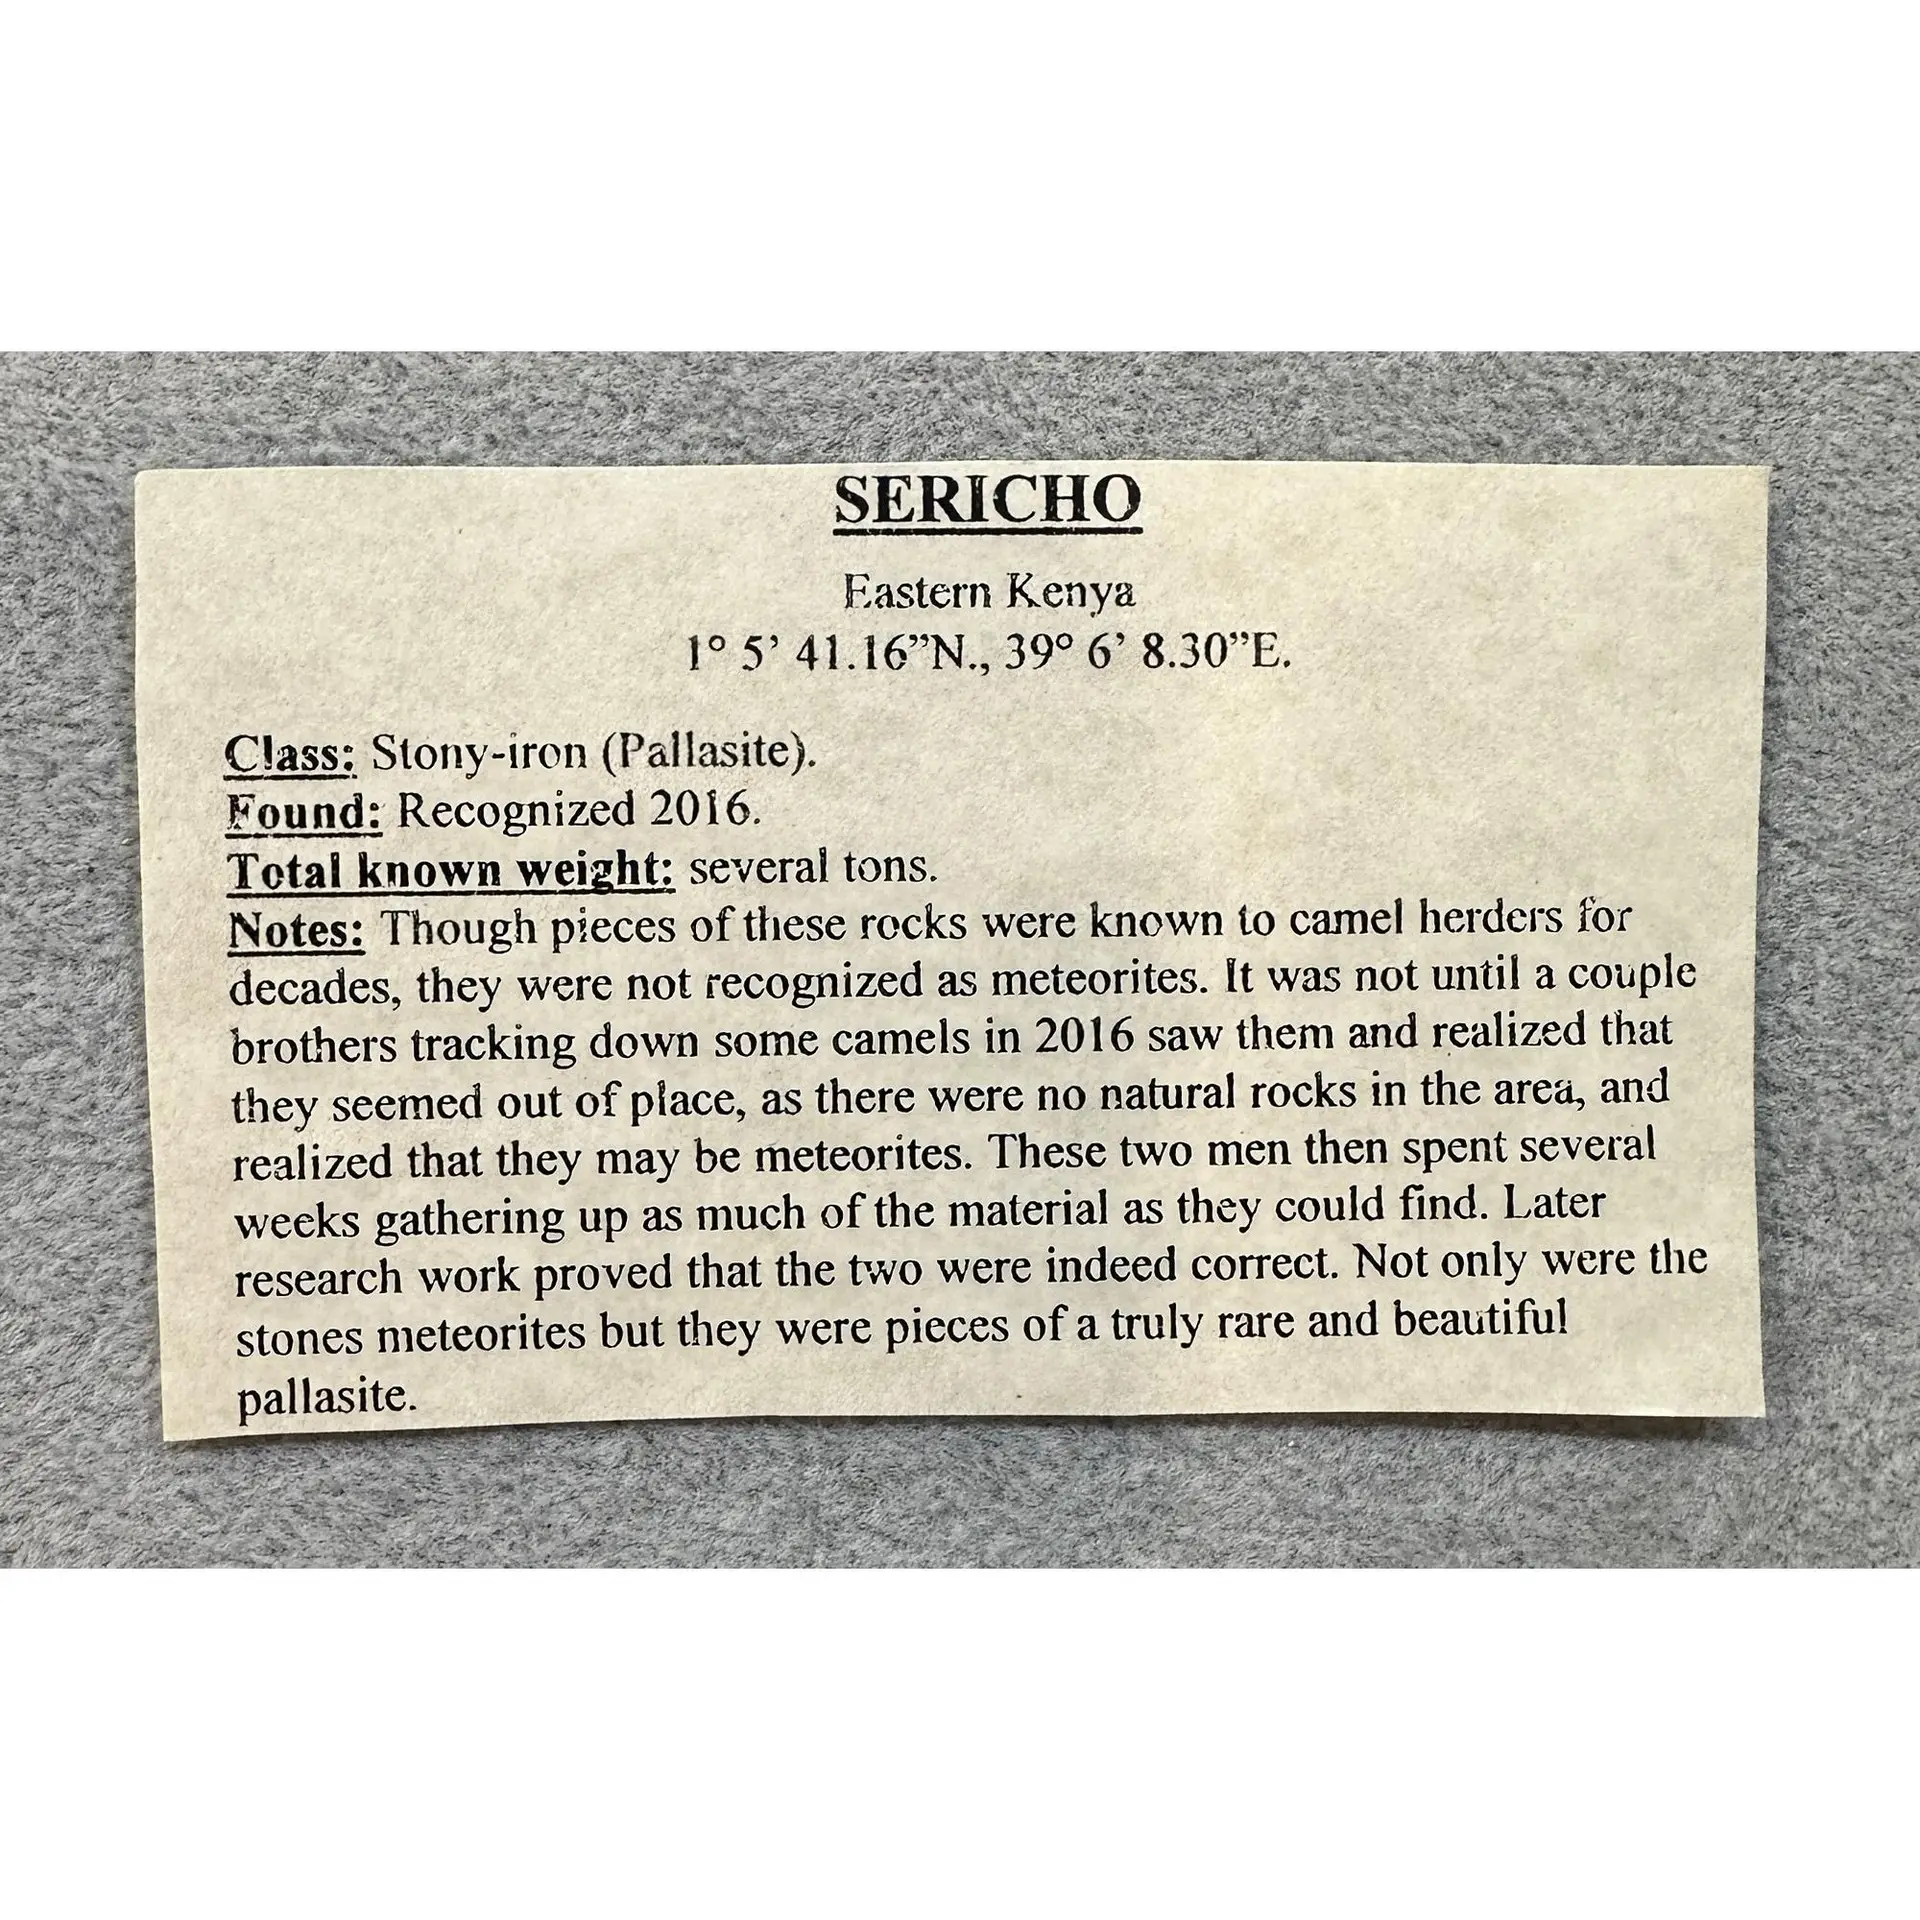 SERICHO
Eastern Kenya
1° 5’ 41.16”N., 39° 6’ 8.30”E.
Class: Stony-iron (Pallasite).
Found: Recognized 2016.
Total known weight: several tons.
Notes: Though pieces of these rocks were known to camel herders for
decades, they were not recognized as meteorites. It was not until a couple
brothers tracking down some camels in 2016 saw them and realized that
they seemed out of place, as there were no natural rocks in the area, and
realized that they may be meteorites. These two men then spent several
weeks gathering up as much of the material as they could find. Later
research work proved that the two were indeed correct. Not only were the
stones meteorites but they were pieces of a truly rare and beautiful
pallasite.